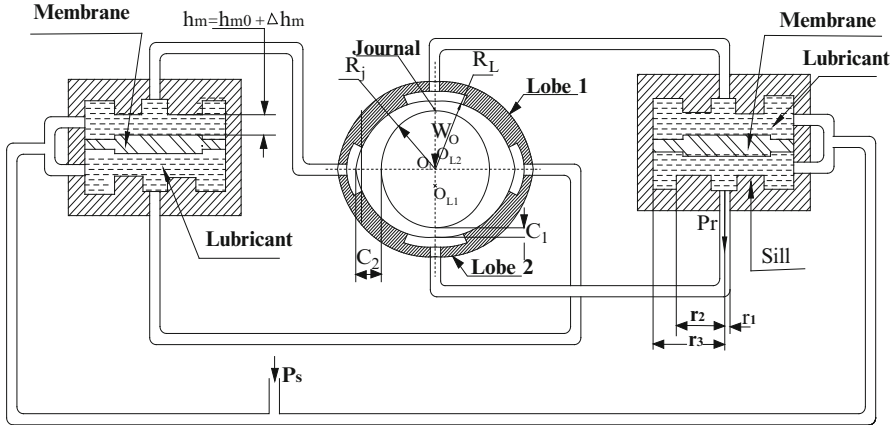 Membrane
hm=hm0 + △hm
Journal
Rj
RL
Lobe 1
Membrane
Lubricant
WO
O
OL2
OL1
Lubricant
C1
C2
Lobe 2
Pr
Sill
r2
r1
r3
Ps